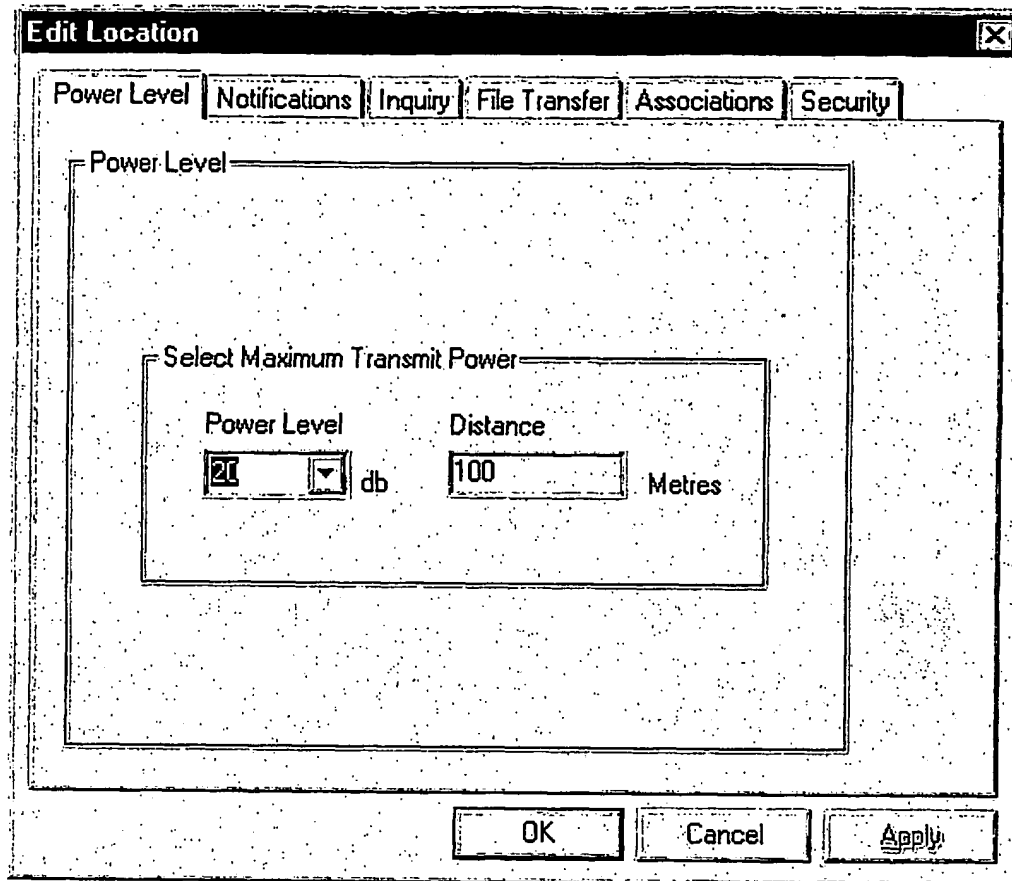 Edit Location
Power Level Notifications Inquiry File Transfer Associations Security
Power Level
Select Maximum Transmit Power
Power Level Distance
20 db 100 Metres
OK Cancel Apply